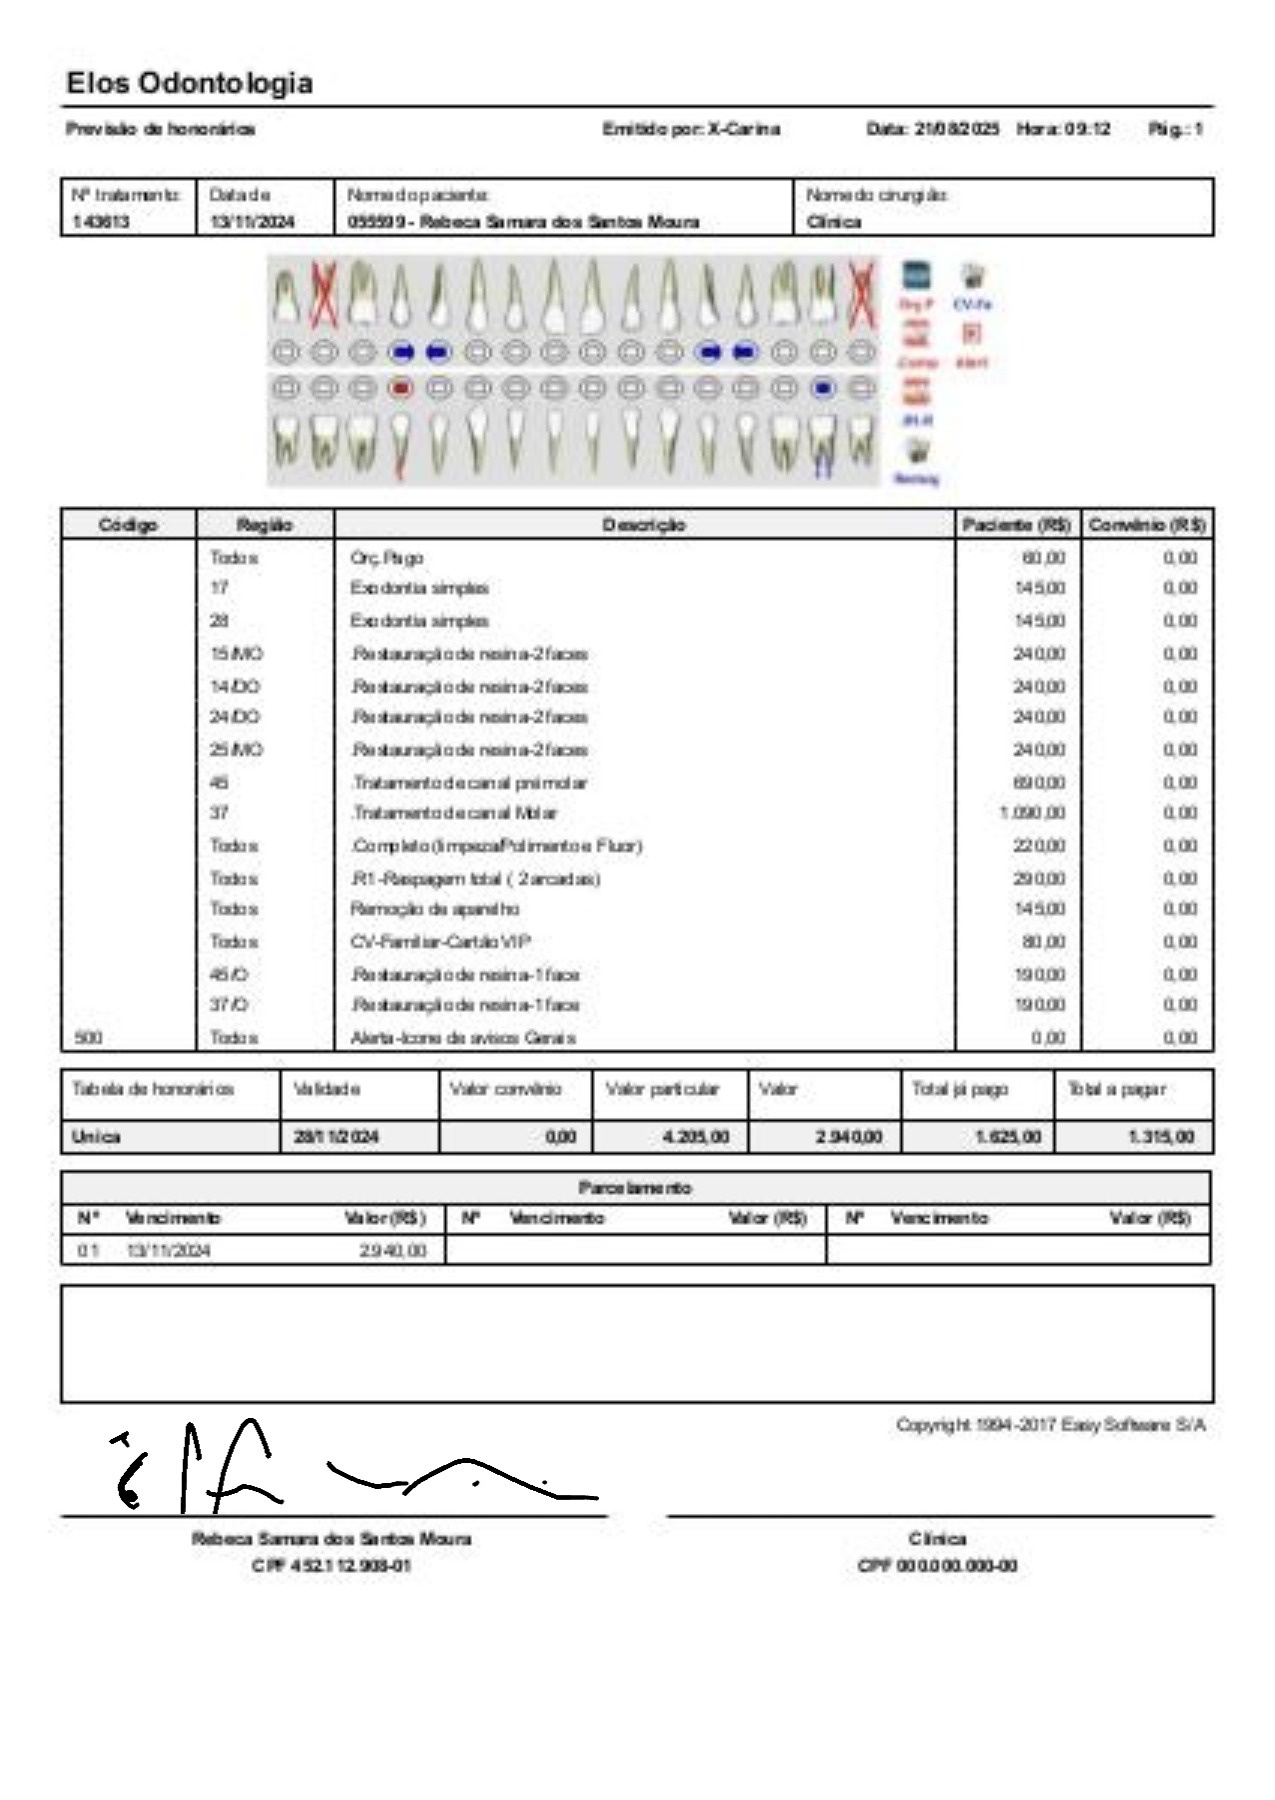 Elos Odontologia
Previsão de honorários Emitido por: X-Carina Data: 21/08/2025 Hora: 09:12 Pág.: 1
Nº tratamento: Data de Nome do paciente: Nome do cirurgião:
143613 13/11/2024 055599 - Rebeca Samara dos Santos Moura Clínica
Orç.P CV-Fa
Comp Alert
.R1-R
Remoç
Código Região Descrição Paciente (R$) Convênio (R$)
Todos Orç.Pago 60,00 0,00
17 Exodontia simples 145,00 0,00
28 Exodontia simples 145,00 0,00
15/MO .Restauração de resina-2 faces 240,00 0,00
14/DO .Restauração de resina-2 faces 240,00 0,00
24/DO .Restauração de resina-2 faces 240,00 0,00
25/MO .Restauração de resina-2 faces 240,00 0,00
45 .Tratamento de canal pré molar 690,00 0,00
37 .Tratamento de canal Molar 1.090,00 0,00
Todos .Completo (limpeza/Polimento e Fluor) 220,00 0,00
Todos .R1-Raspagem total ( 2 arcadas) 290,00 0,00
Todos Remoção de aparelho 145,00 0,00
Todos CV-Familiar-Cartão VIP 80,00 0,00
45/O .Restauração de resina-1 face 190,00 0,00
37/O .Restauração de resina-1 face 190,00 0,00
500 Todos Alerta-Icone de avisos Gerais 0,00 0,00
Tabela de honorários Validade Valor convênio Valor particular Valor Total já pago Total a pagar
Unica 28/11/2024 0,00 4.205,00 2.940,00 1.625,00 1.315,00
Parcelamento
Nº Vencimento Valor (R$) Nº Vencimento Valor (R$) Nº Vencimento Valor (R$)
01 13/11/2024 2.940,00
Copyright 1994-2017 Easy Software S/A
Rebeca Samara dos Santos Moura Clínica
CPF 452.112.908-01 CPF 000.000.000-00